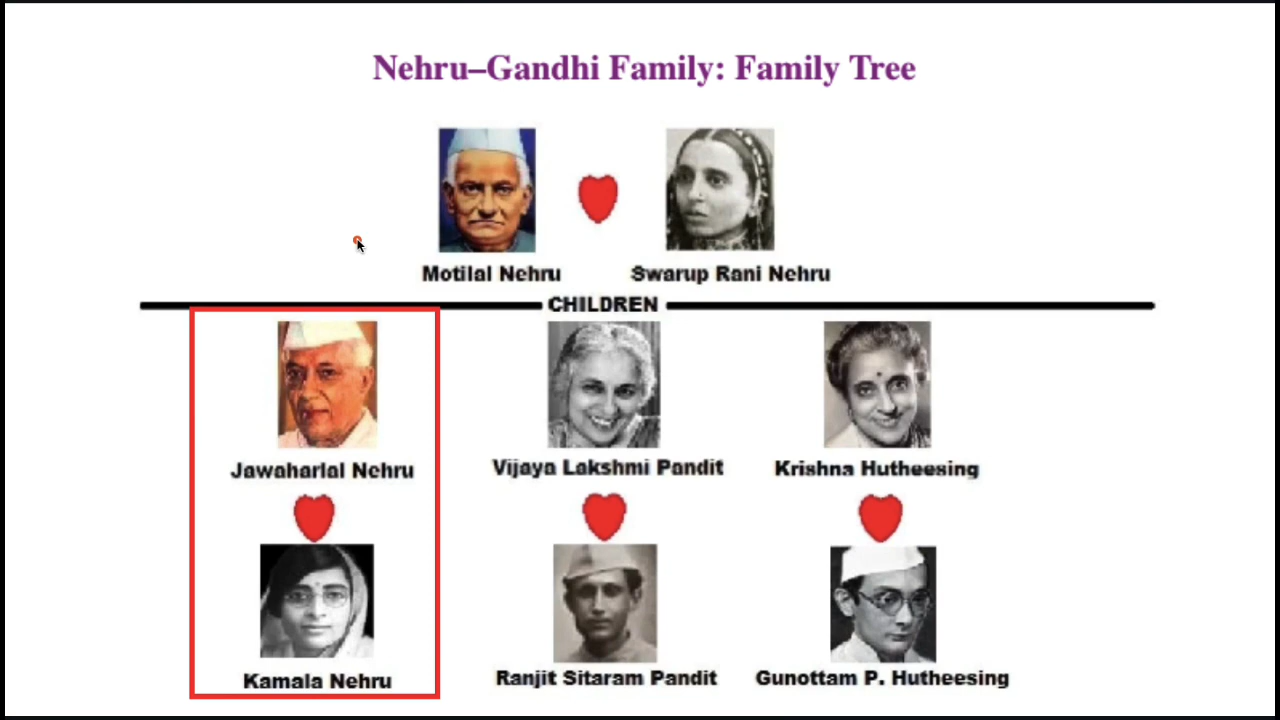 Nehru–Gandhi Family: Family Tree
Motilal Nehru
Swarup Rani Nehru
CHILDREN
Jawaharlal Nehru
Vijaya Lakshmi Pandit
Krishna Hutheesing
Kamala Nehru
Ranjit Sitaram Pandit
Gunottam P. Hutheesing